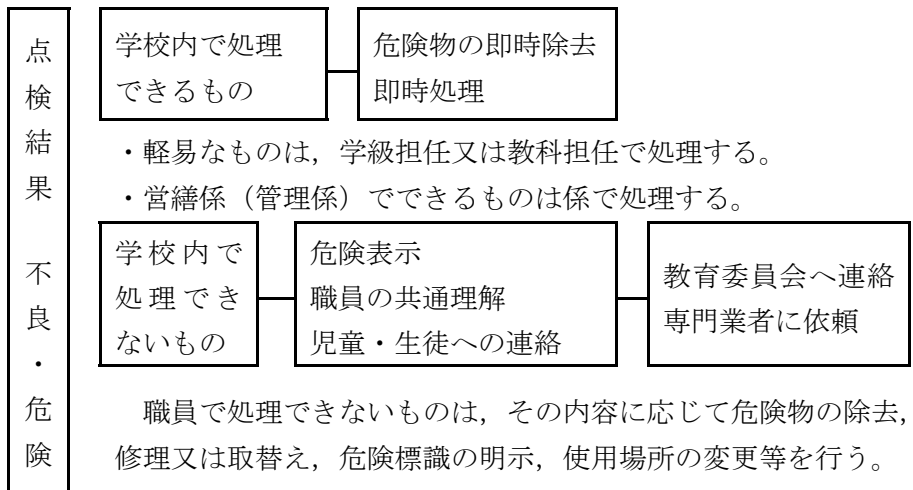 点検結果 不良・危険
学校内で処理
できるもの
危険物の即時除去
即時処理
・軽易なものは，学級担任又は教科担任で処理する。
・営繕係（管理係）でできるものは係で処理する。
学校内で
処理でき
ないもの
危険表示
職員の共通理解
児童・生徒への連絡
教育委員会へ連絡
専門業者に依頼
職員で処理できないものは，その内容に応じて危険物の除去，
修理又は取替え，危険標識の明示，使用場所の変更等を行う。